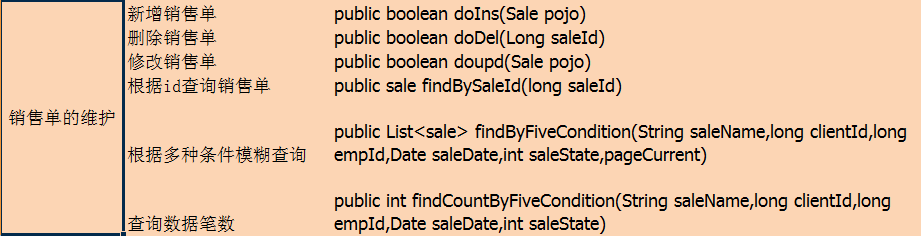 新增销售单 public boolean doIns(Sale pojo)
删除销售单 public boolean doDel(Long saleId)
修改销售单 public boolean doupd(Sale pojo)
根据id查询销售单 public sale findBySaleId(long saleId)
销售单的维护
public List<sale> findByFiveCondition(String saleName,long clientId,long
根据多种条件模糊查询 empId,Date saleDate,int saleState,pageCurrent)
public int findCountByFiveCondition(String saleName,long clientId,long
查询数据笔数 empId,Date saleDate,int saleState)